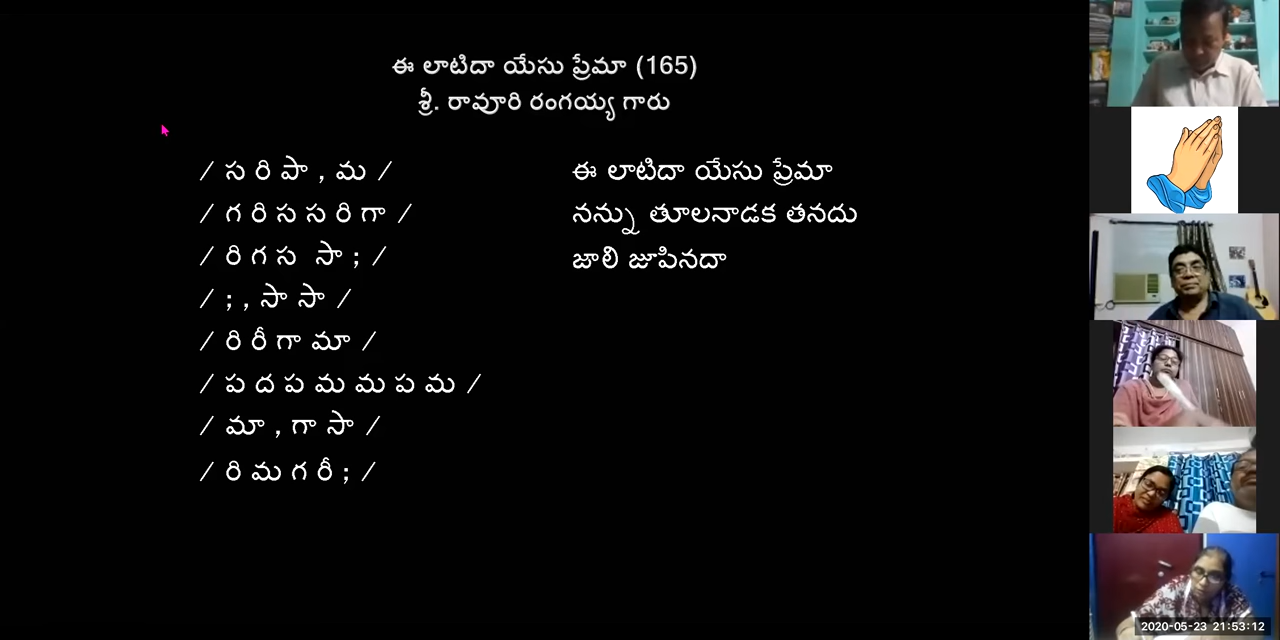 ఈ లాటిదా యేసు ప్రేమా (165)
శ్రీ. రావూరి రంగయ్య గారు
/ స రి పా , మ /
/ గ రి స స రి గా /
/ రి గ స సా ; /
/ ; , సా సా /
/ రి రీ గా మా /
/ ప ద ప మ మ ప మ /
/ మా , గా సా /
/ రి మ గ రీ ; /
ఈ లాటిదా యేసు ప్రేమా
నన్ను తూలనాడక తనదు
జాలి జూపినదా
2020-05-23 21:53:12